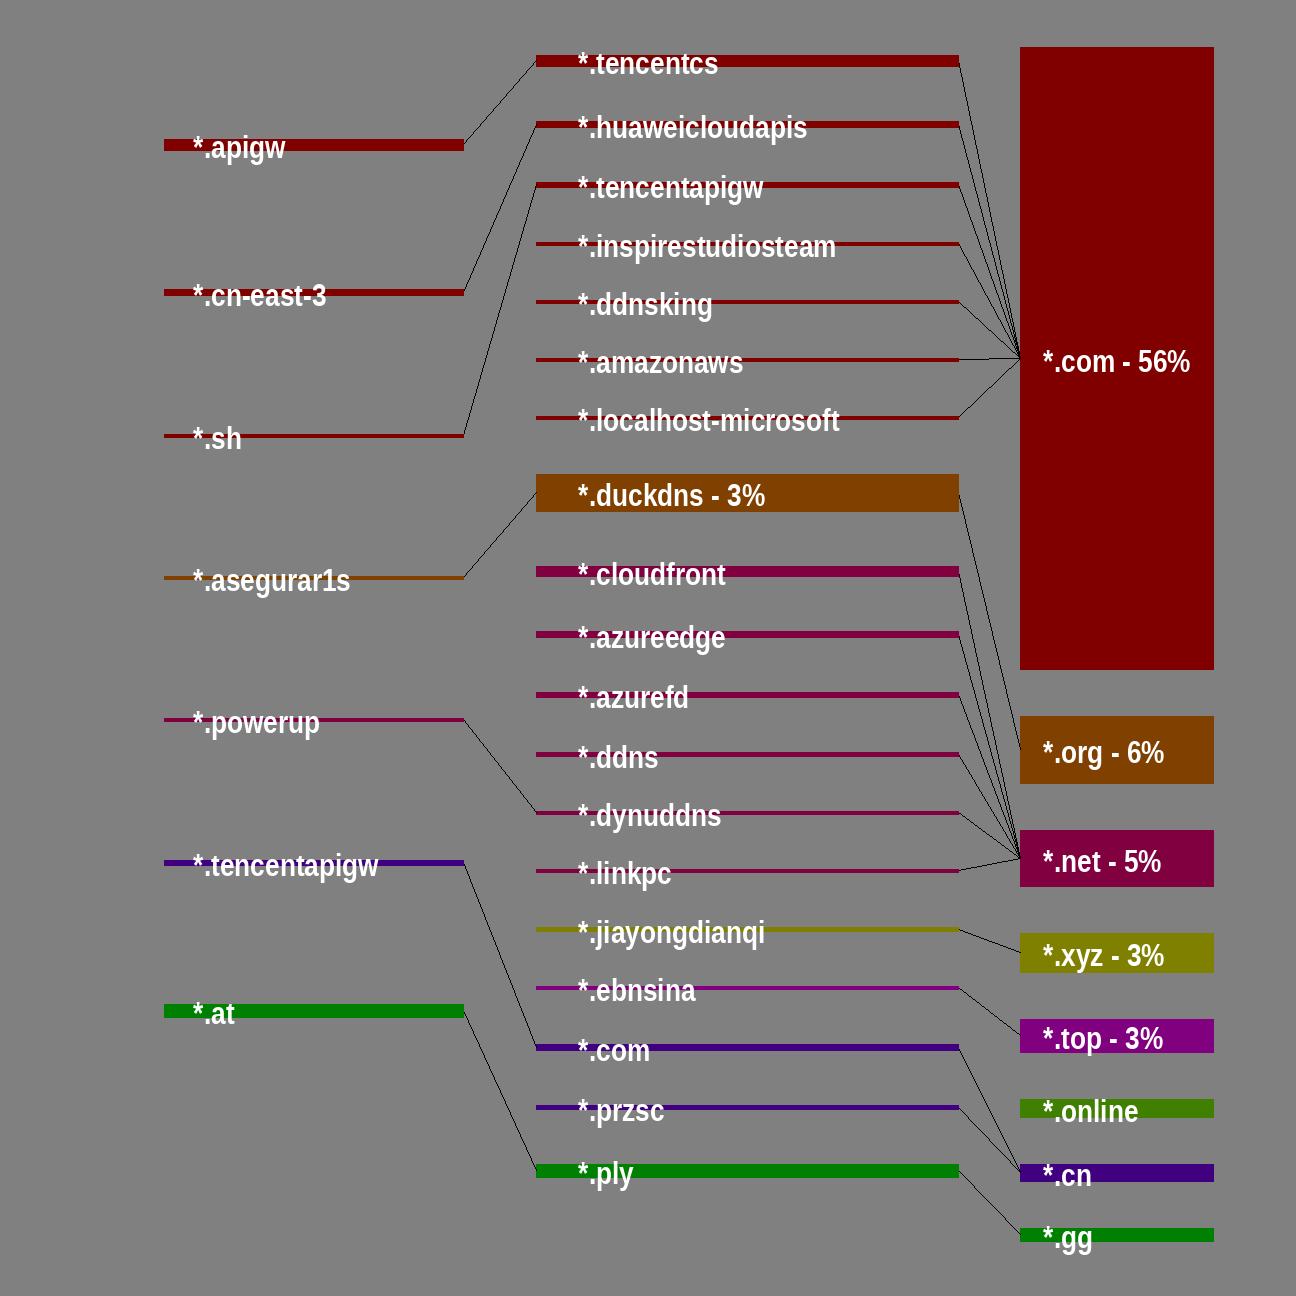 *.apigw
*.cn-east-3
*.sh
*.asegurar1s
*.powerup
*.tencentapigw
*.at
*.tencentcs
*.huaweicloudapis
*.tencentapigw
*.inspirestudiosteam
*.ddnsking
*.amazonaws
*.localhost-microsoft
*.duckdns - 3%
*.cloudfront
*.azureedge
*.azurefd
*.ddns
*.dynuddns
*.linkpc
*.jiayongdianqi
*.ebnsina
*.com
*.przsc
*.ply
*.com - 56%
*.org - 6%
*.net - 5%
*.xyz - 3%
*.top - 3%
*.online
*.cn
*.gg